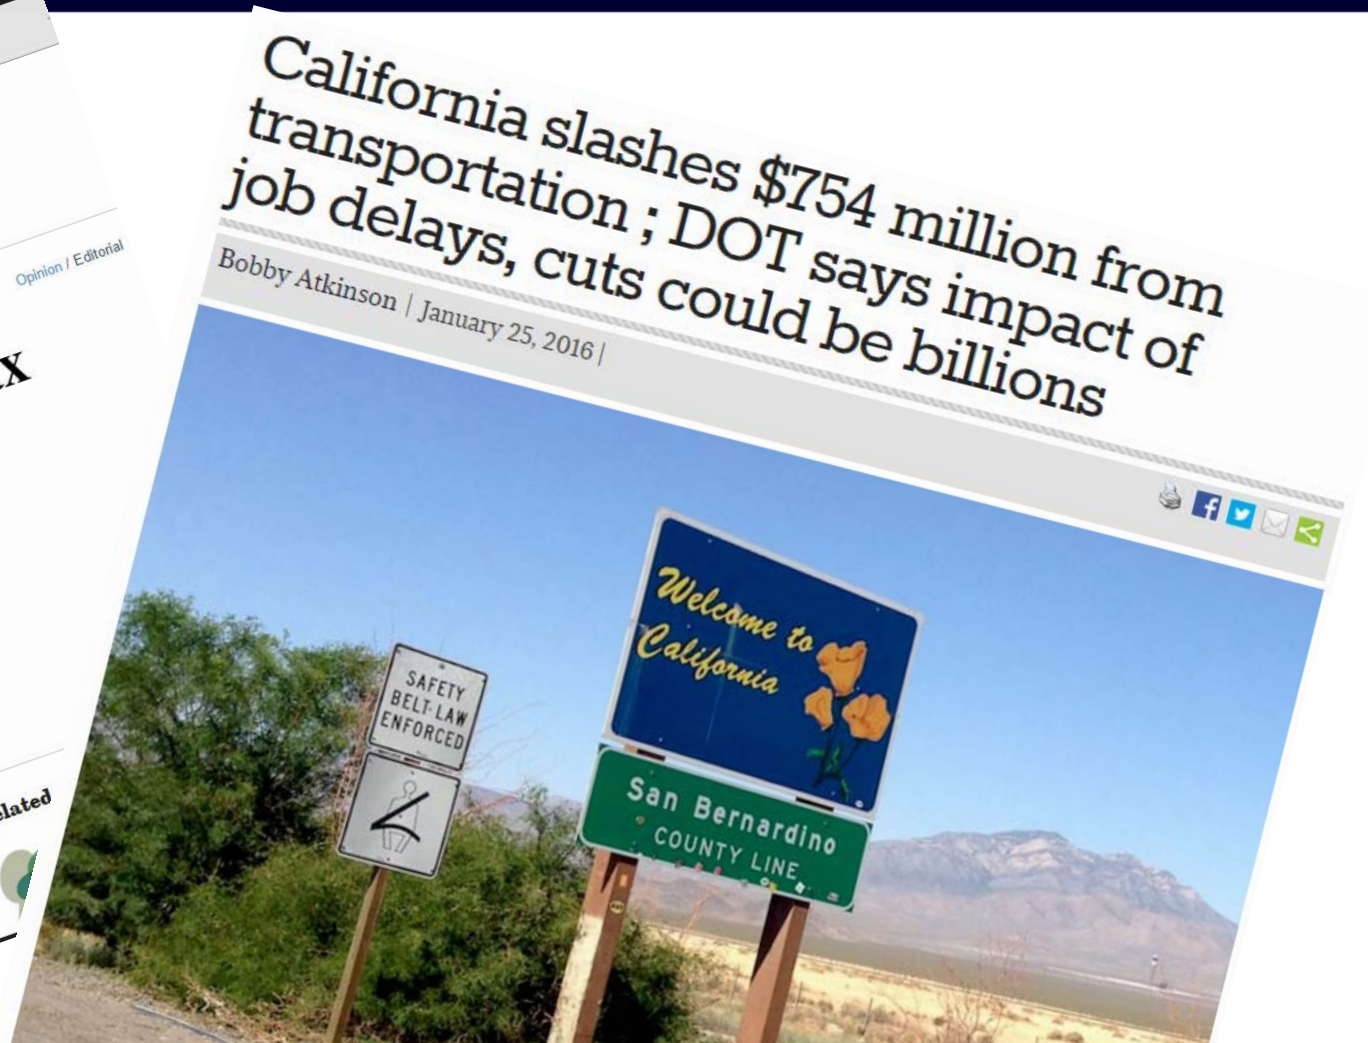 California slashes $754 million from
transportation ; DOT says impact of
job delays, cuts could be billions
Bobby Atkinson | January 25, 2016 |
Opinion / Editorial
Welcome to
California
SAFETY
BELT LAW
ENFORCED
San Bernardino
COUNTY LINE